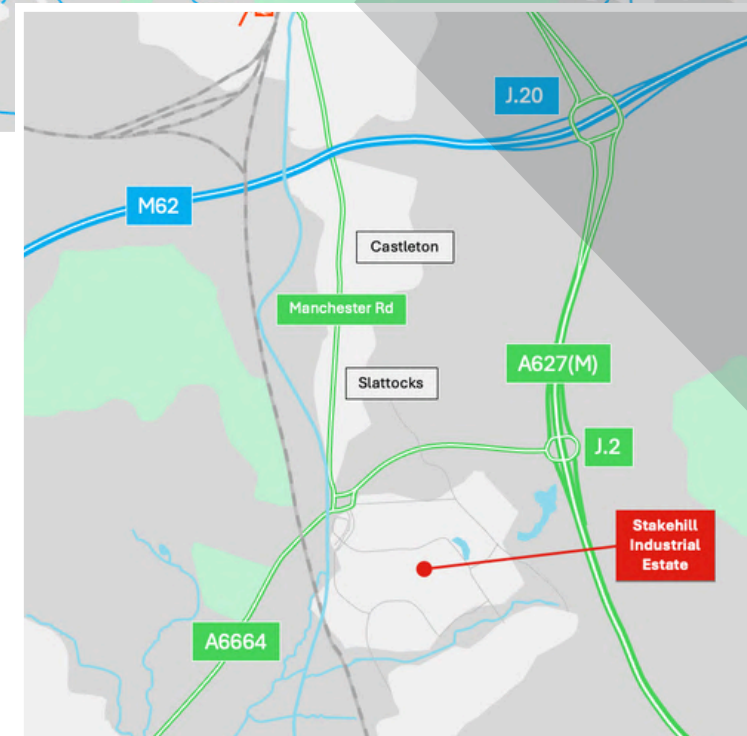 J.20
M62
Castleton
Manchester Rd
A627(M)
Slattocks
J.2
Stakehill
Industrial
Estate
A6664